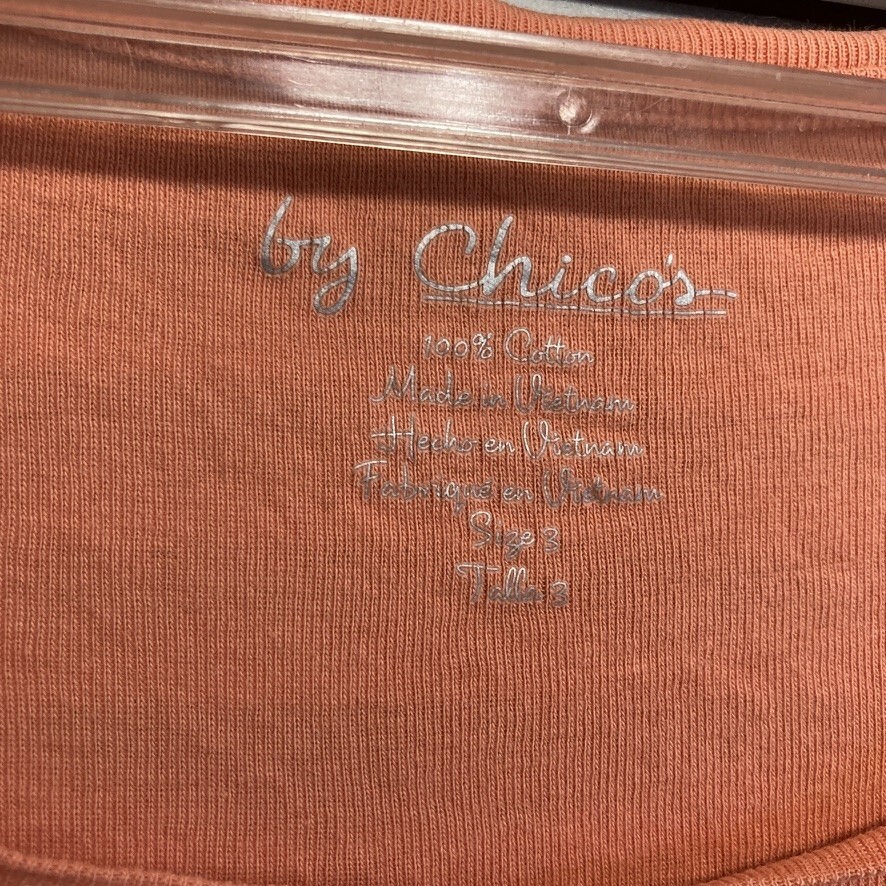 by Chico's
100% Cotton
Made in Vietnam
Hecho en Vietnam
Fabriqué en Vietnam
Size 3
Talla 3